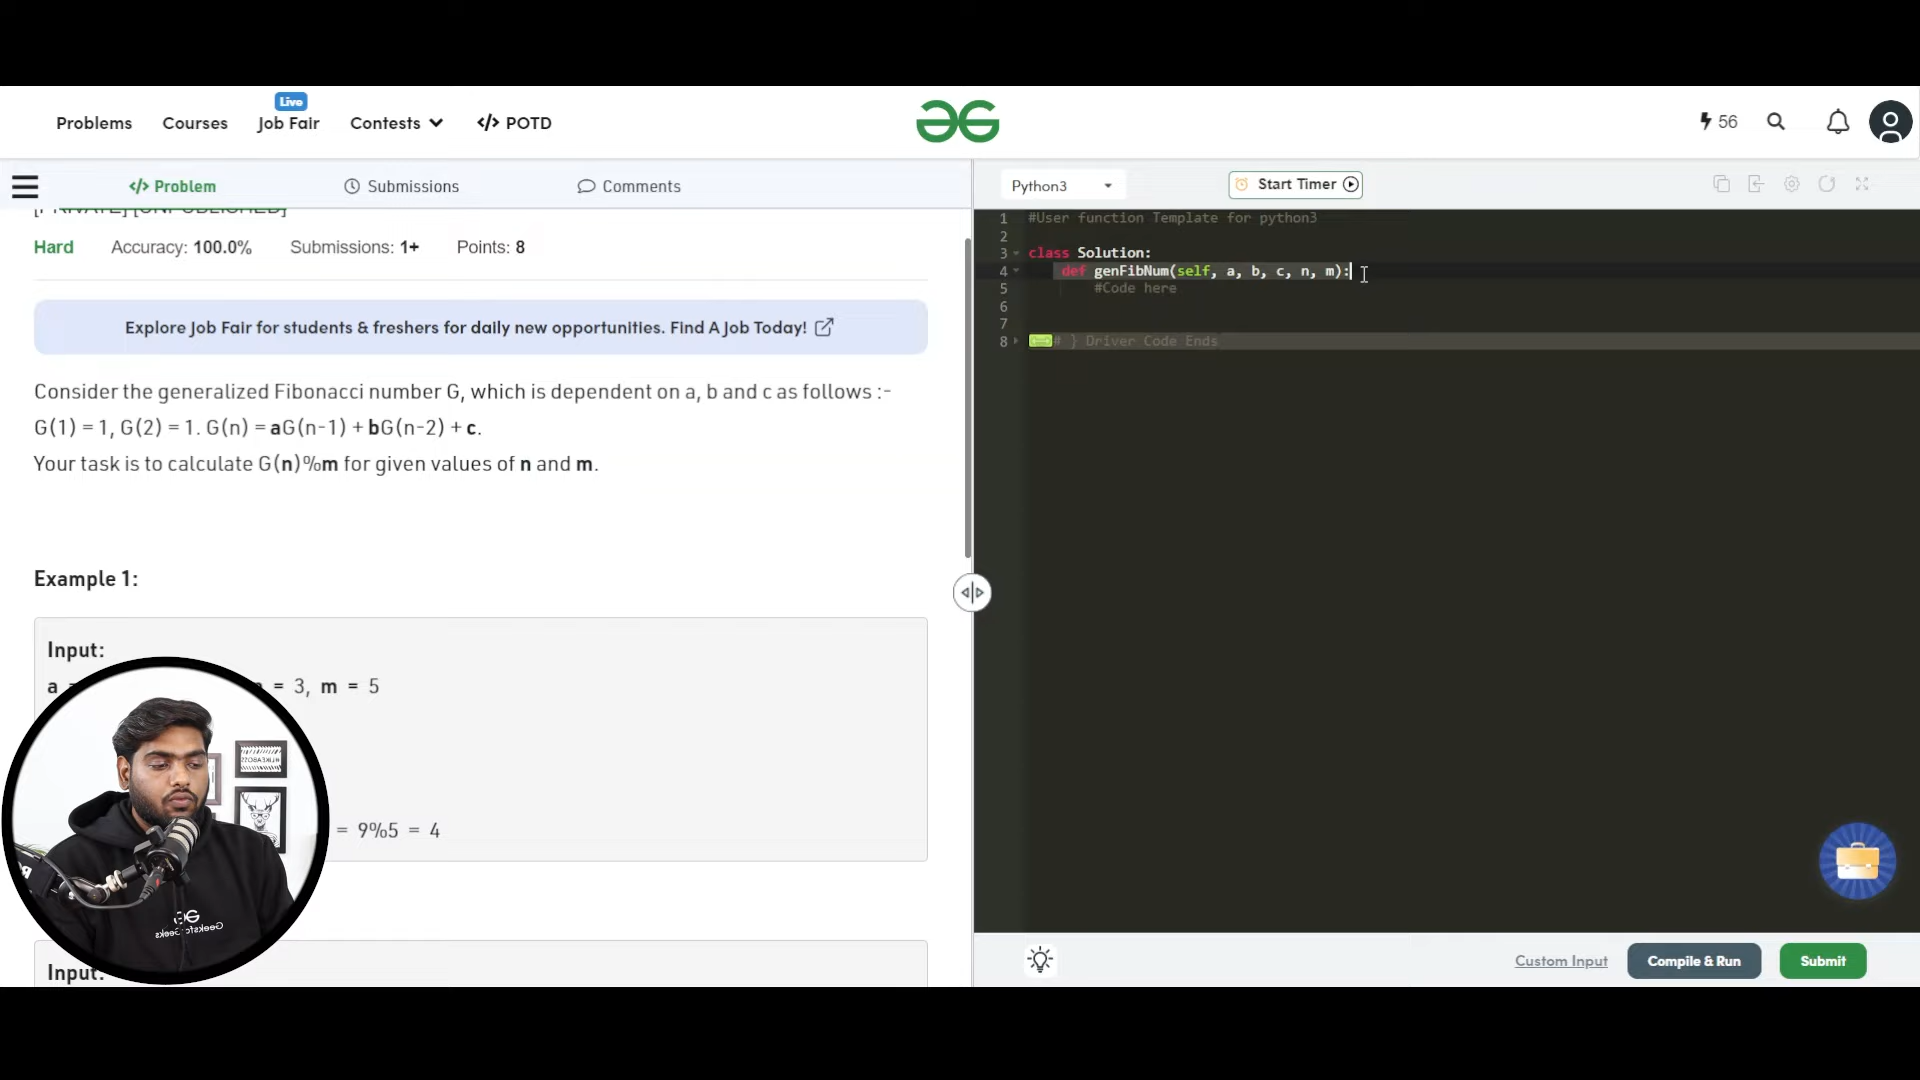 Live
Problems Courses Job Fair Contests </> POTD
56
</> Problem Submissions Comments
Python3 Start Timer
[PRIVATE] [UNPUBLISHED]
Hard Accuracy: 100.0% Submissions: 1+ Points: 8
Explore Job Fair for students & freshers for daily new opportunities. Find A Job Today!
Consider the generalized Fibonacci number G, which is dependent on a, b and c as follows :-
G(1) = 1, G(2) = 1. G(n) = aG(n-1) + bG(n-2) + c.
Your task is to calculate G(n)%m for given values of n and m.
Example 1:
Input:
a = = 3, m = 5
= 9%5 = 4
Input:
1 #User function Template for python3
2
3 class Solution:
4 def genFibNum(self, a, b, c, n, m):
5 #Code here
6
7
8 # } Driver Code Ends
Custom Input Compile & Run Submit
GeeksforGeeks
#LIKEABOSS